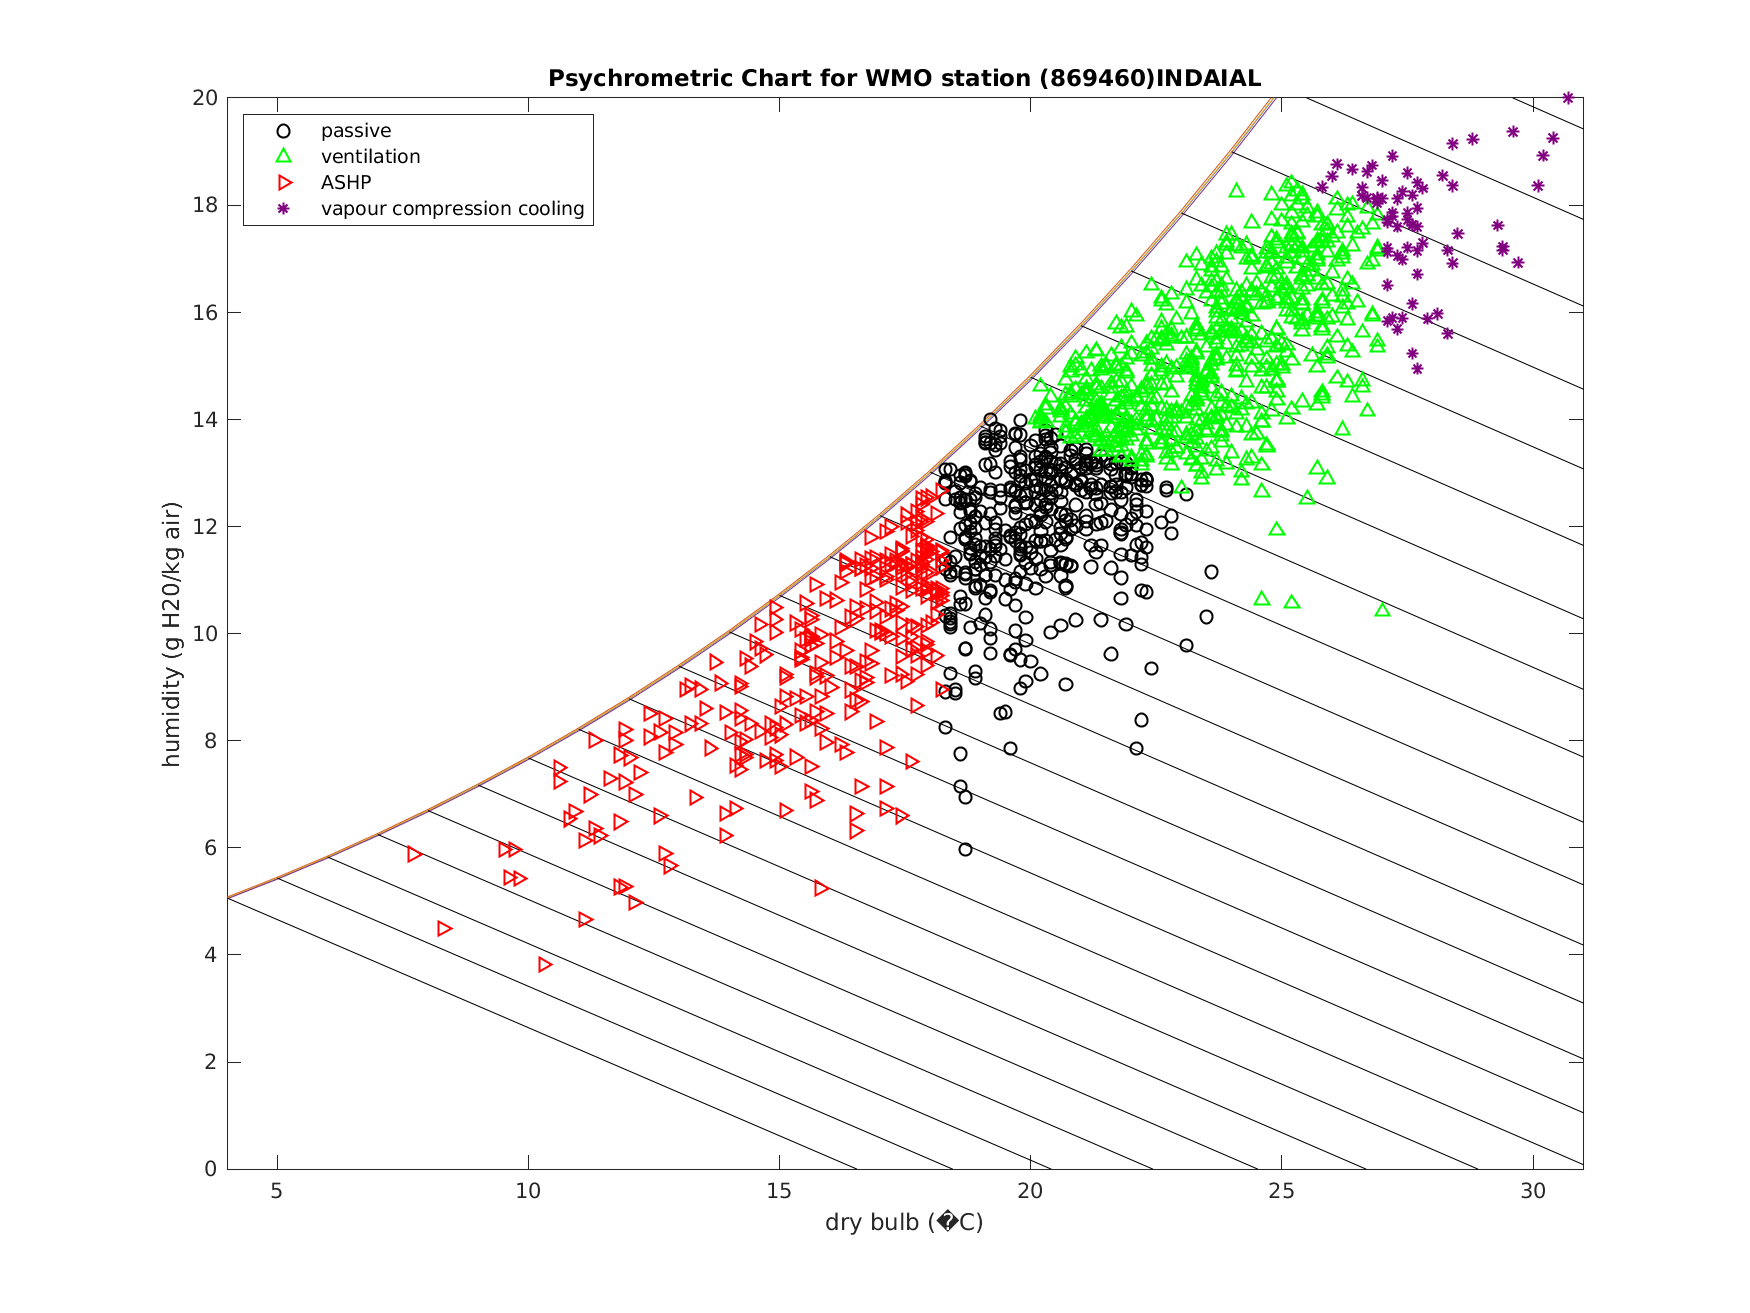 Psychrometric Chart for WMO station (869460)INDAIAL
passive
ventilation
ASHP
vapour compression cooling
humidity (g H20/kg air)
20
18
16
14
12
10
8
6
4
2
0
5 10 15 20 25 30
dry bulb (�C)